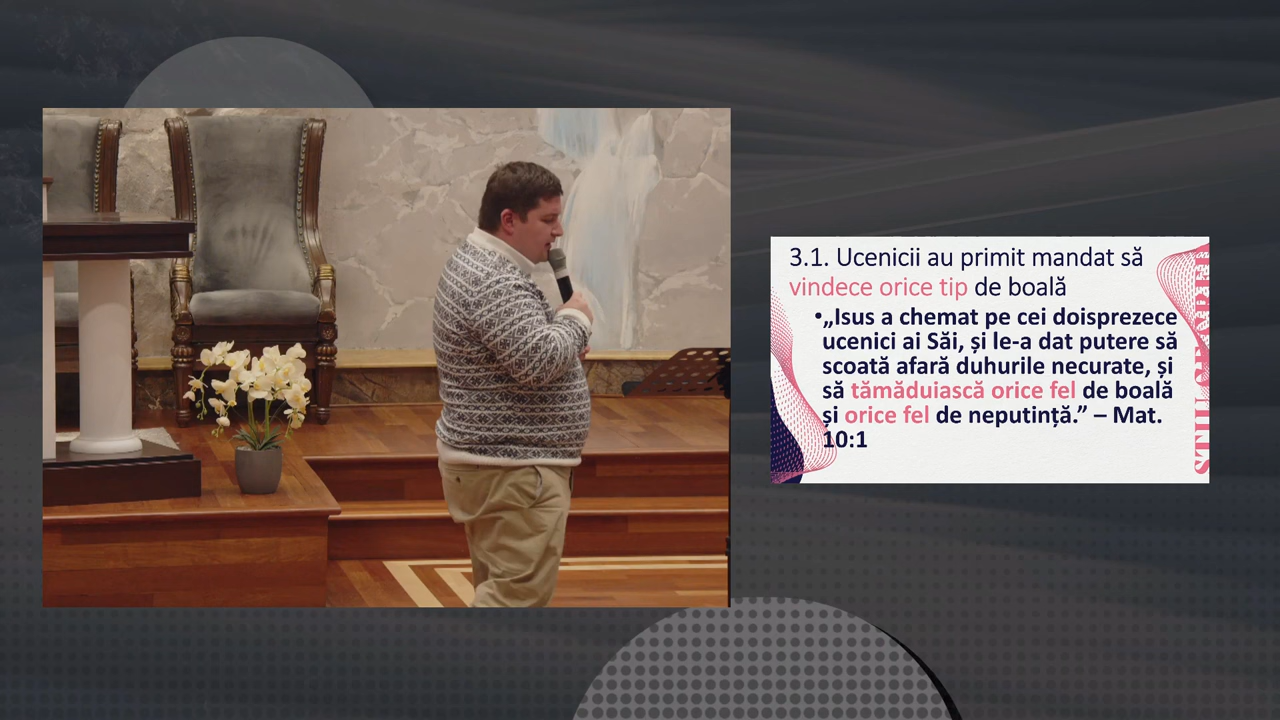 3.1. Ucenicii au primit mandat să
vindece orice tip de boală
•„Isus a chemat pe cei doisprezece
ucenici ai Săi, și le-a dat putere să
scoată afară duhurile necurate, și
să tămăduiască orice fel de boală
și orice fel de neputință.” – Mat.
10:1